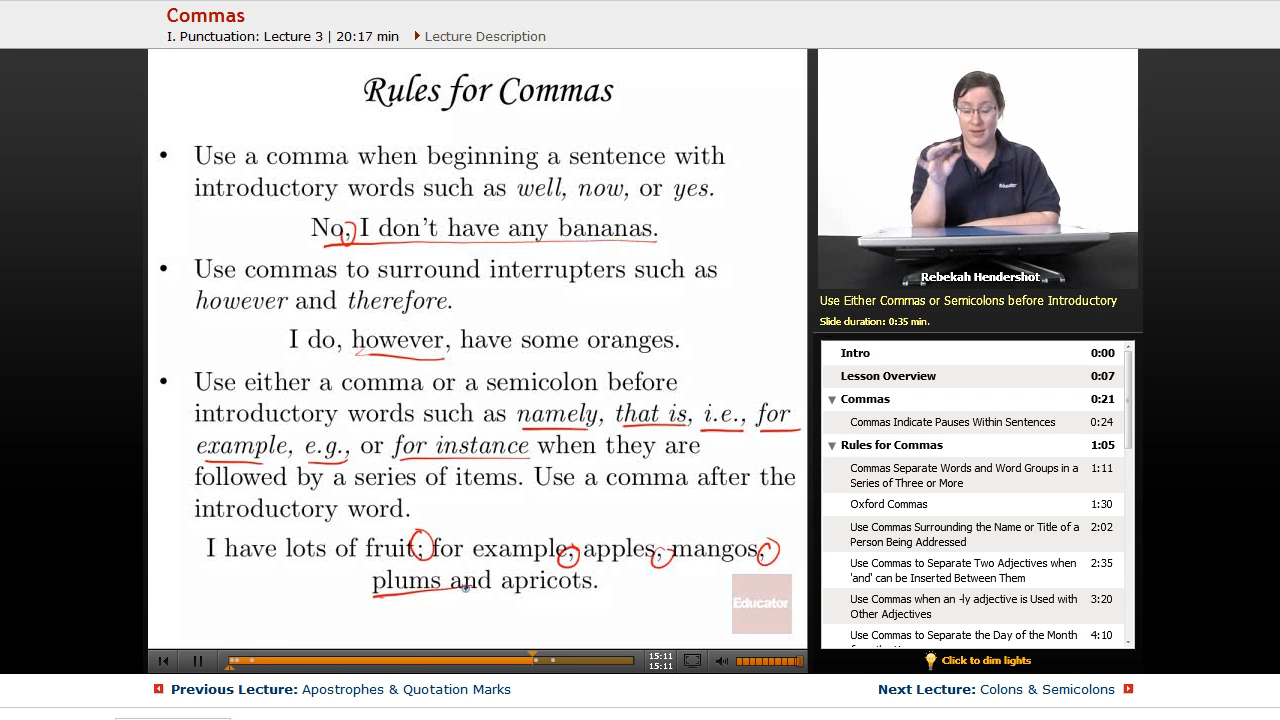 Commas
I. Punctuation: Lecture 3 | 20:17 min
Lecture Description
Rules for Commas
• Use a comma when beginning a sentence with
introductory words such as well, now, or yes.
No, I don't have any bananas.
• Use commas to surround interrupters such as
however and therefore.
I do, however, have some oranges.
• Use either a comma or a semicolon before
introductory words such as namely, that is, i.e., for
example, e.g., or for instance when they are
followed by a series of items. Use a comma after the
introductory word.
I have lots of fruit; for example, apples, mangos,
plums and apricots.
Educator
15:11
15:11
Educator
Rebekah Hendershot
Use Either Commas or Semicolons before Introductory
Slide duration: 0:35 min.
Intro 0:00
Lesson Overview 0:07
Commas 0:21
Commas Indicate Pauses Within Sentences 0:24
Rules for Commas 1:05
Commas Separate Words and Word Groups in a 1:11
Series of Three or More
Oxford Commas 1:30
Use Commas Surrounding the Name or Title of a 2:02
Person Being Addressed
Use Commas to Separate Two Adjectives when 2:35
'and' can be Inserted Between Them
Use Commas when an -ly adjective is Used with 3:20
Other Adjectives
Use Commas to Separate the Day of the Month 4:10
Click to dim lights
Previous Lecture: Apostrophes & Quotation Marks
Next Lecture: Colons & Semicolons